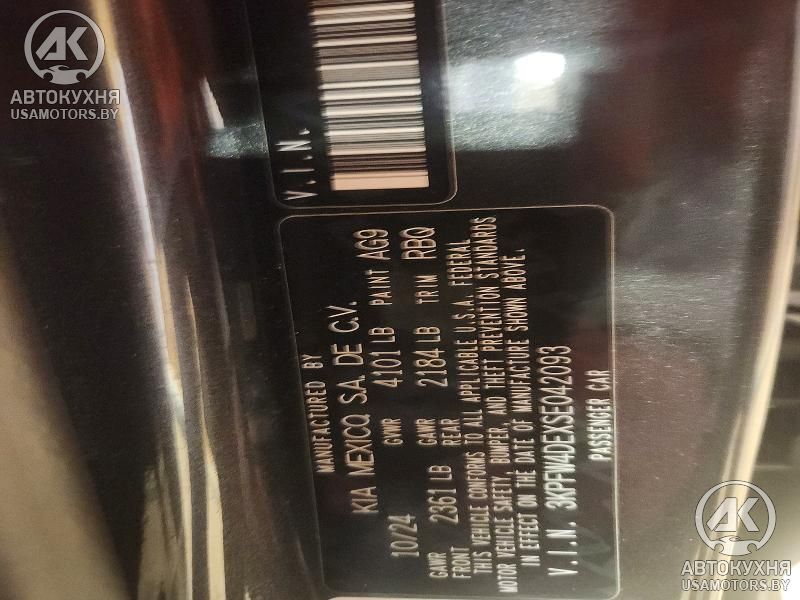 АК
АВТОКУХНЯ
USAMOTORS.BY
V.I.N.
MANUFACTURED BY
KIA MEXICO, S.A. DE C.V.
10/24 GVWR 4101 LB PAINT AG9
GAWR FRONT 2361 LB GAWR REAR 2184 LB TRIM RBQ
THIS VEHICLE CONFORMS TO ALL APPLICABLE U.S.A. FEDERAL
MOTOR VEHICLE SAFETY, BUMPER, AND THEFT PREVENTION STANDARDS
IN EFFECT ON THE DATE OF MANUFACTURE SHOWN ABOVE.
V.I.N. 3KPFW4DEXSE042093
PASSENGER CAR
АК
АВТОКУХНЯ
USAMOTORS.BY